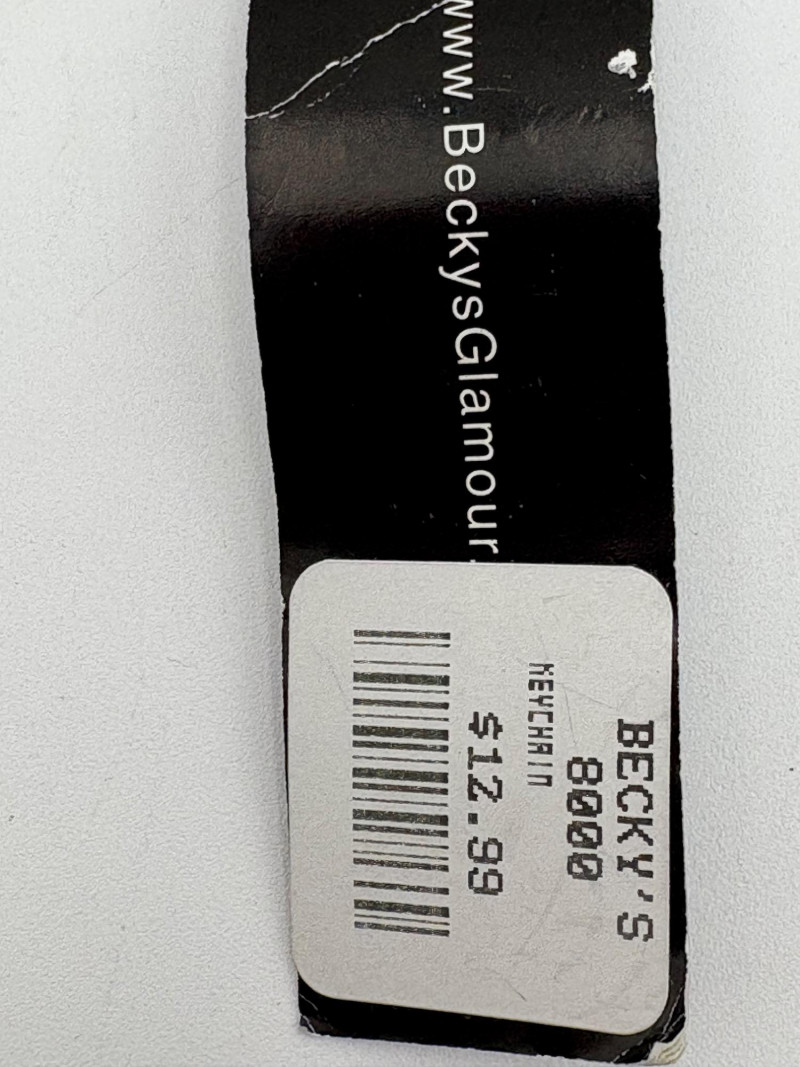 www.BeckysGlamour.
BECKY'S
8000
KEYCHAIN
$12.99